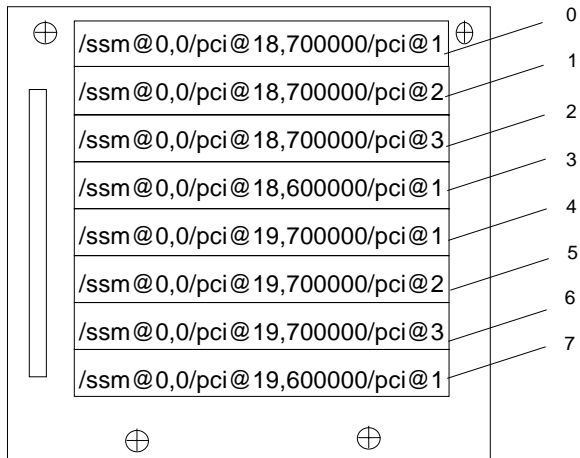 /ssm@0,0/pci@18,700000/pci@1 0
/ssm@0,0/pci@18,700000/pci@2 1
/ssm@0,0/pci@18,700000/pci@3 2
/ssm@0,0/pci@18,600000/pci@1 3
/ssm@0,0/pci@19,700000/pci@1 4
/ssm@0,0/pci@19,700000/pci@2 5
/ssm@0,0/pci@19,700000/pci@3 6
/ssm@0,0/pci@19,600000/pci@1 7